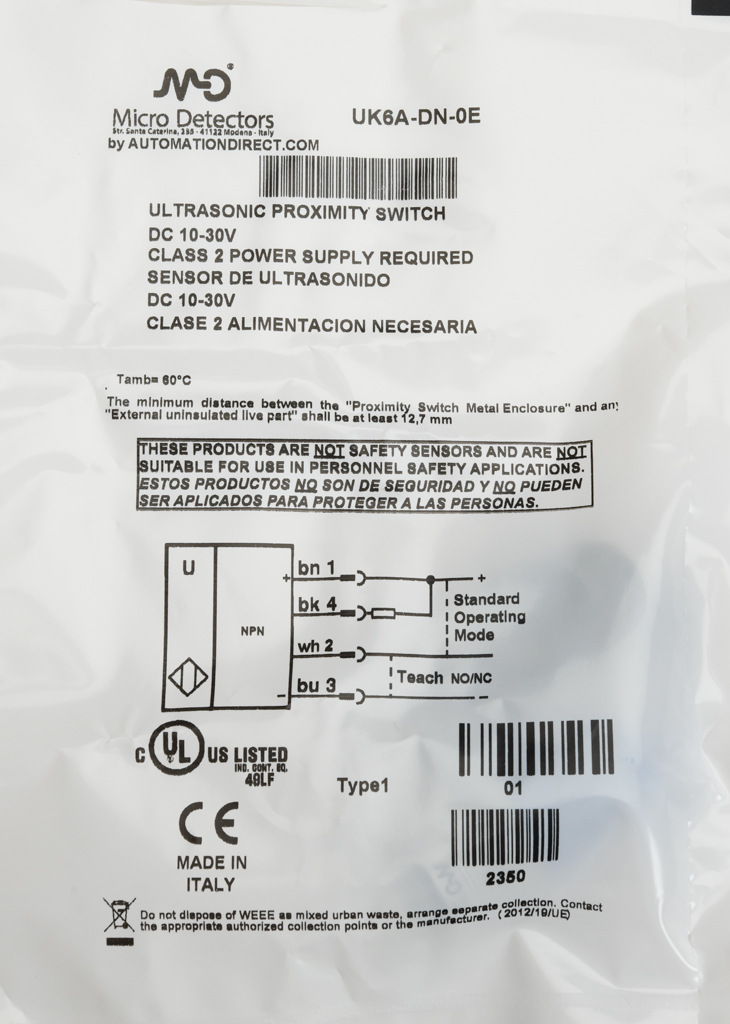 MD®
Micro Detectors
Str. Santa Caterina, 235 - 41122 Modena - Italy
by AUTOMATIONDIRECT.COM
UK6A-DN-0E
ULTRASONIC PROXIMITY SWITCH
DC 10-30V
CLASS 2 POWER SUPPLY REQUIRED
SENSOR DE ULTRASONIDO
DC 10-30V
CLASE 2 ALIMENTACION NECESARIA
Tamb= 60°C
The minimum distance between the "Proximity Switch Metal Enclosure" and any
"External uninsulated live part" shall be at least 12,7 mm
THESE PRODUCTS ARE NOT SAFETY SENSORS AND ARE NOT
SUITABLE FOR USE IN PERSONNEL SAFETY APPLICATIONS.
ESTOS PRODUCTOS NO SON DE SEGURIDAD Y NO PUEDEN
SER APLICADOS PARA PROTEGER A LAS PERSONAS.
U
NPN
+ bn 1 +
bk 4
wh 2
- bu 3 -
Standard
Operating
Mode
Teach NO/NC
C UL US LISTED
IND. CONT. EQ.
49LF
Type1
01
CE
MADE IN
ITALY
2350
Do not dispose of WEEE as mixed urban waste, arrange separate collection. Contact
the appropriate authorized collection points or the manufacturer. (2012/19/UE)